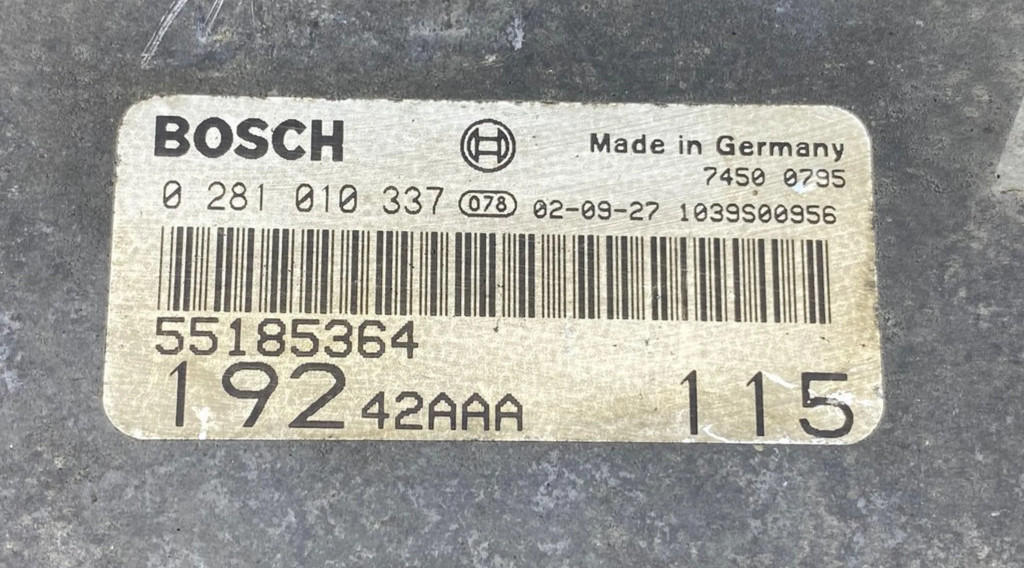 BOSCH
Made in Germany
7450 0795
0 281 010 337 078 02-09-27 1039S00956
55185364
192 42AAA 115